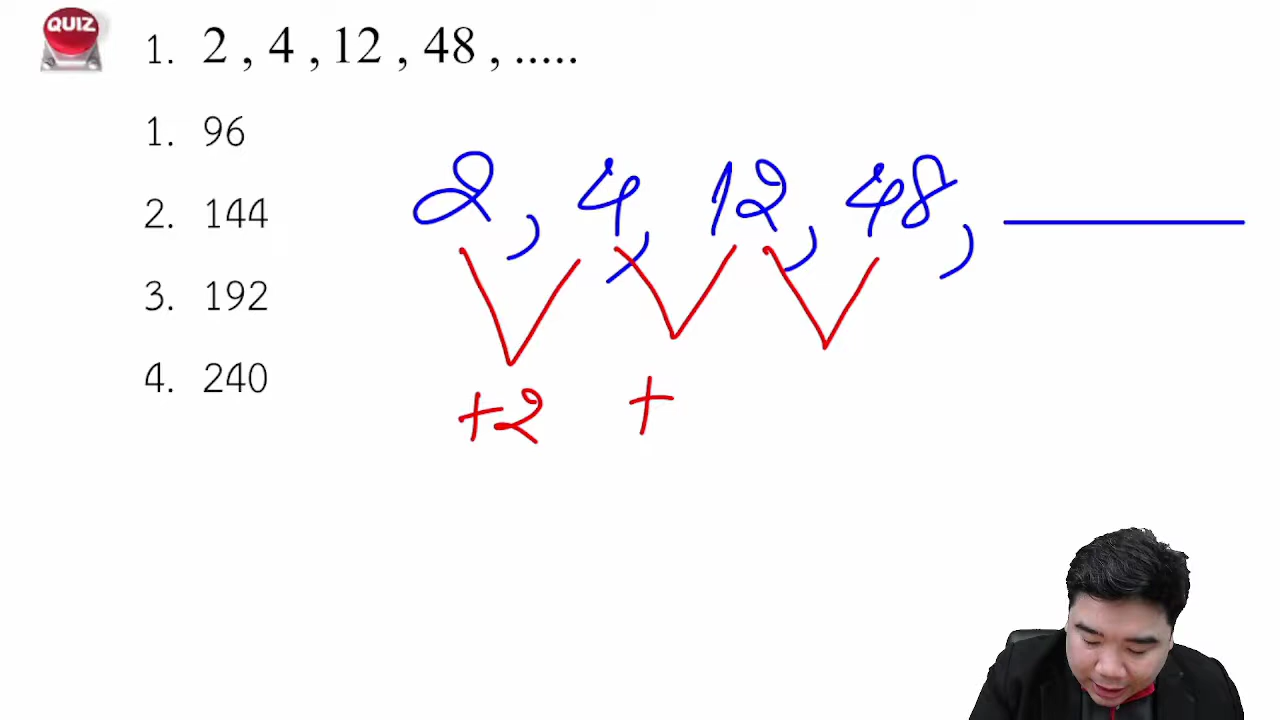 QUIZ
1. 2 , 4 , 12 , 48 , .....
1. 96
2. 144
3. 192
4. 240
2, 4, 12, 48,
+2 +